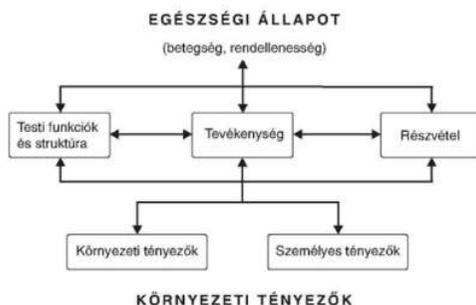 EGÉSZSÉGI ÁLLAPOT
(betegség, rendellenesség)
Testi funkciók
és struktúra
Tevékenység
Részvétel
Környezeti tényezők
Személyes tényezők
KÖRNYEZETI TÉNYEZŐK